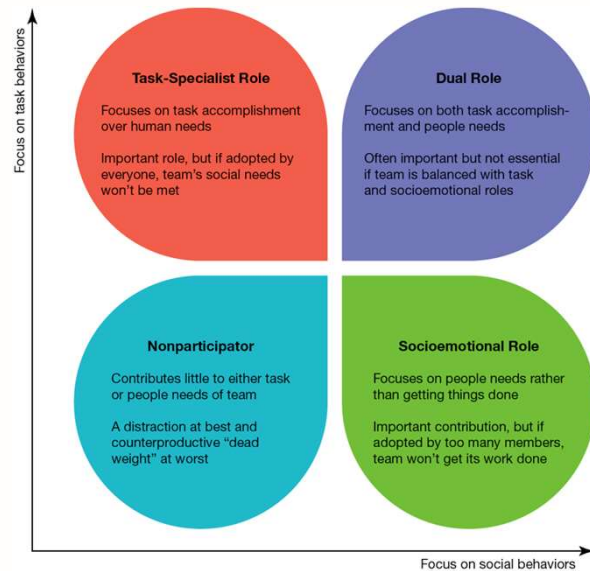 Focus on task behaviors
Task-Specialist Role
Focuses on task accomplishment
over human needs
Important role, but if adopted by
everyone, team's social needs
won't be met
Dual Role
Focuses on both task accomplish-
ment and people needs
Often important but not essential
if team is balanced with task
and socioemotional roles
Nonparticipator
Contributes little to either task
or people needs of team
A distraction at best and
counterproductive “dead
weight” at worst
Socioemotional Role
Focuses on people needs rather
than getting things done
Important contribution, but if
adopted by too many members,
team won't get its work done
Focus on social behaviors